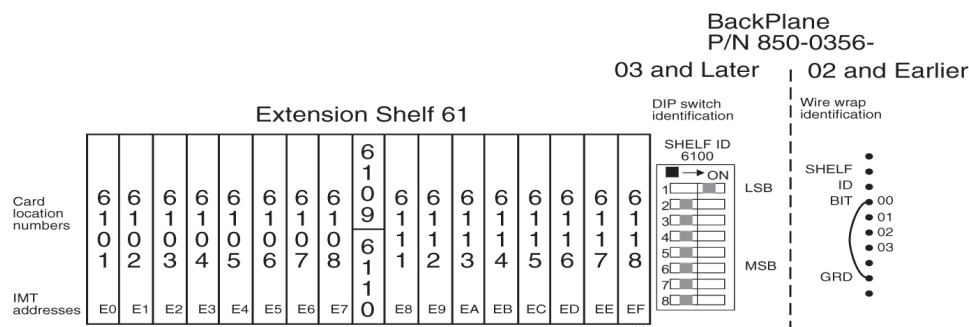 BackPlane
P/N 850-0356-
03 and Later
02 and Earlier
Extension Shelf 61
DIP switch
identification
Wire wrap
identification
SHELF ID
6100
ON
1
2
3
4
5
6
7
8
LSB
MSB
SHELF
ID
BIT
00
01
02
03
GRD
Card
location
numbers
6101
6102
6103
6104
6105
6106
6107
6108
6109
6110
6111
6112
6113
6114
6115
6116
6117
6118
IMT
addresses
E0
E1
E2
E3
E4
E5
E6
E7
E8
E9
EA
EB
EC
ED
EE
EF